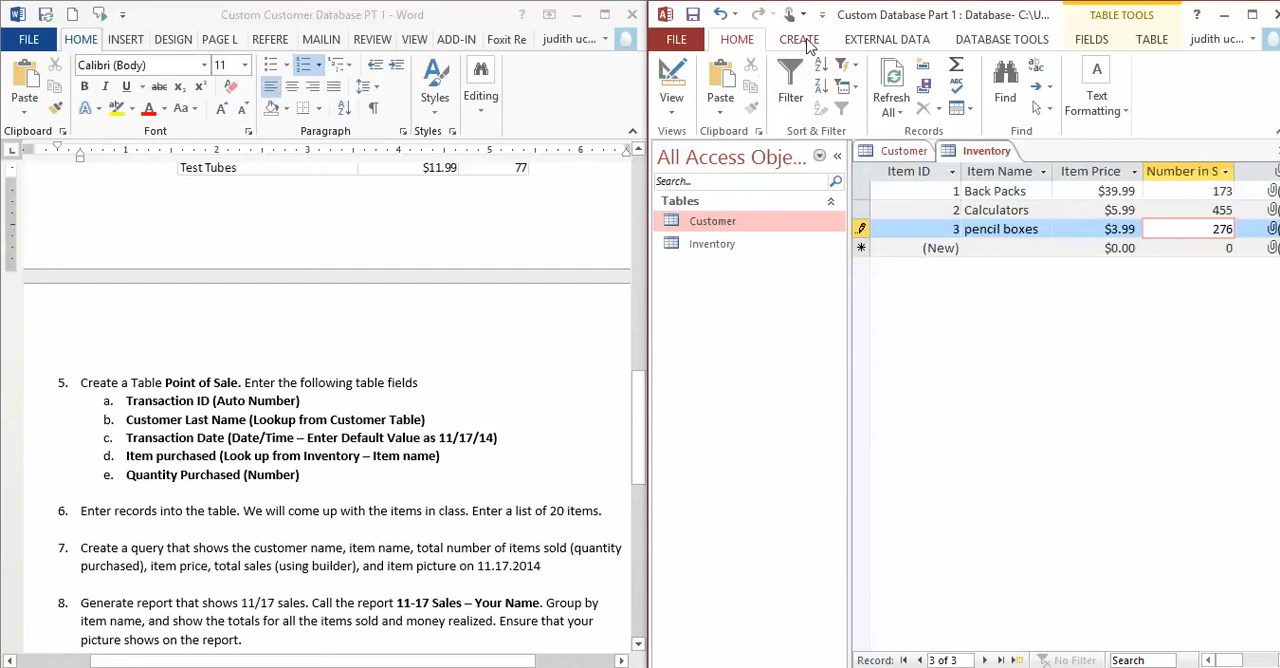 Custom Customer Database PT 1 - Word
FILE HOME INSERT DESIGN PAGE L REFERE MAILIN REVIEW VIEW ADD-IN Foxit Re judith uc...
Paste Calibri (Body) 11 Styles Editing
Clipboard Font Paragraph Styles
1 2 3 4 5 6
Test Tubes $11.99 77
5. Create a Table Point of Sale. Enter the following table fields
a. Transaction ID (Auto Number)
b. Customer Last Name (Lookup from Customer Table)
c. Transaction Date (Date/Time – Enter Default Value as 11/17/14)
d. Item purchased (Look up from Inventory – Item name)
e. Quantity Purchased (Number)
6. Enter records into the table. We will come up with the items in class. Enter a list of 20 items.
7. Create a query that shows the customer name, item name, total number of items sold (quantity
purchased), item price, total sales (using builder), and item picture on 11.17.2014
8. Generate report that shows 11/17 sales. Call the report 11-17 Sales – Your Name. Group by
item name, and show the totals for all the items sold and money realized. Ensure that your
picture shows on the report.
Custom Database Part 1 : Database- C:\U... TABLE TOOLS
FILE HOME CREATE EXTERNAL DATA DATABASE TOOLS FIELDS TABLE judith uc...
View Paste Filter Refresh All Find Text Formatting
Views Clipboard Sort & Filter Records Find
All Access Obje...
Search...
Tables
Customer
Inventory
Customer Inventory
Item ID Item Name Item Price Number in S
1 Back Packs $39.99 173
2 Calculators $5.99 455
3 pencil boxes $3.99 276
(New) $0.00 0
Record: 3 of 3 No Filter Search